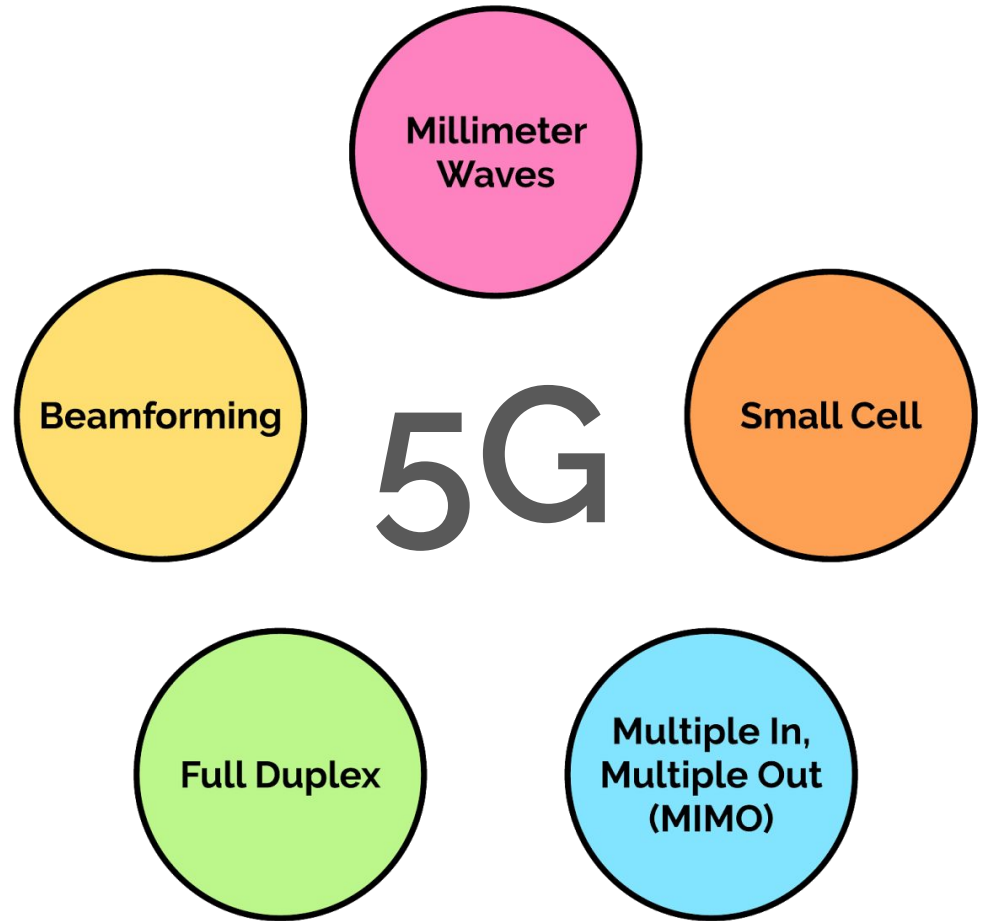 Millimeter
Waves
Beamforming
5G
Small Cell
Full Duplex
Multiple In,
Multiple Out
(MIMO)